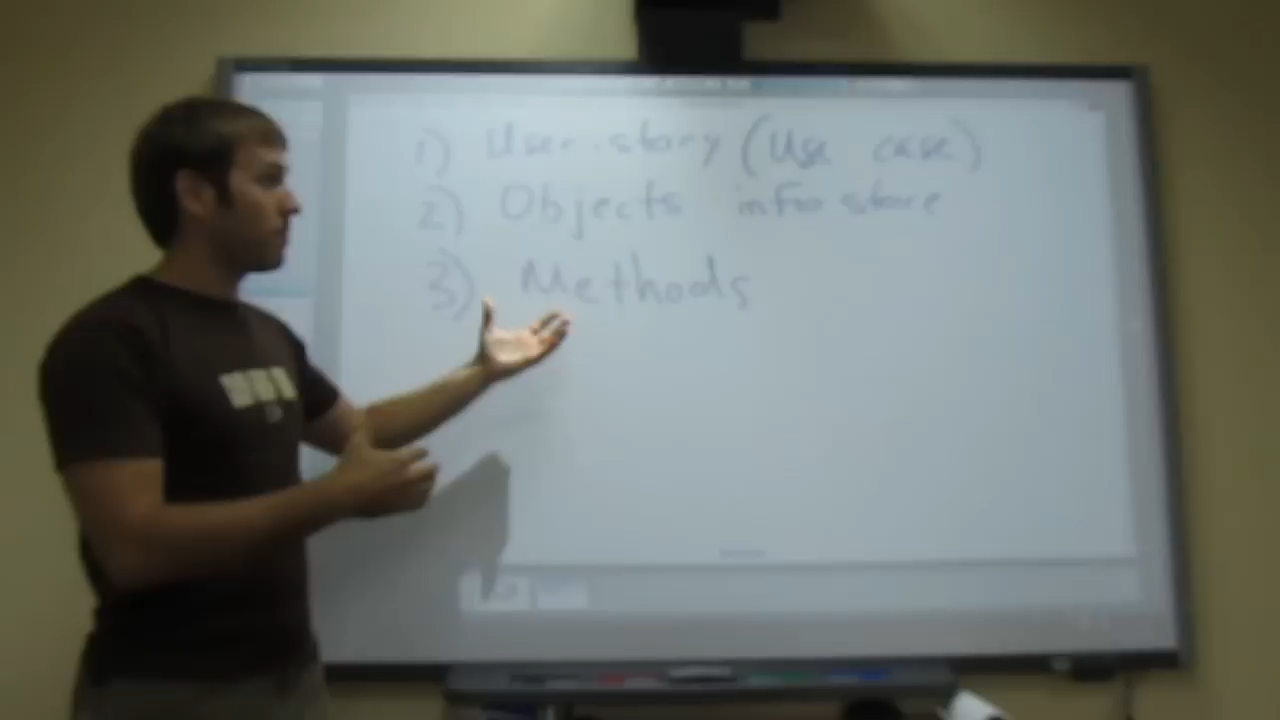 1) User story (Use case)
2) Objects info store
3) Methods